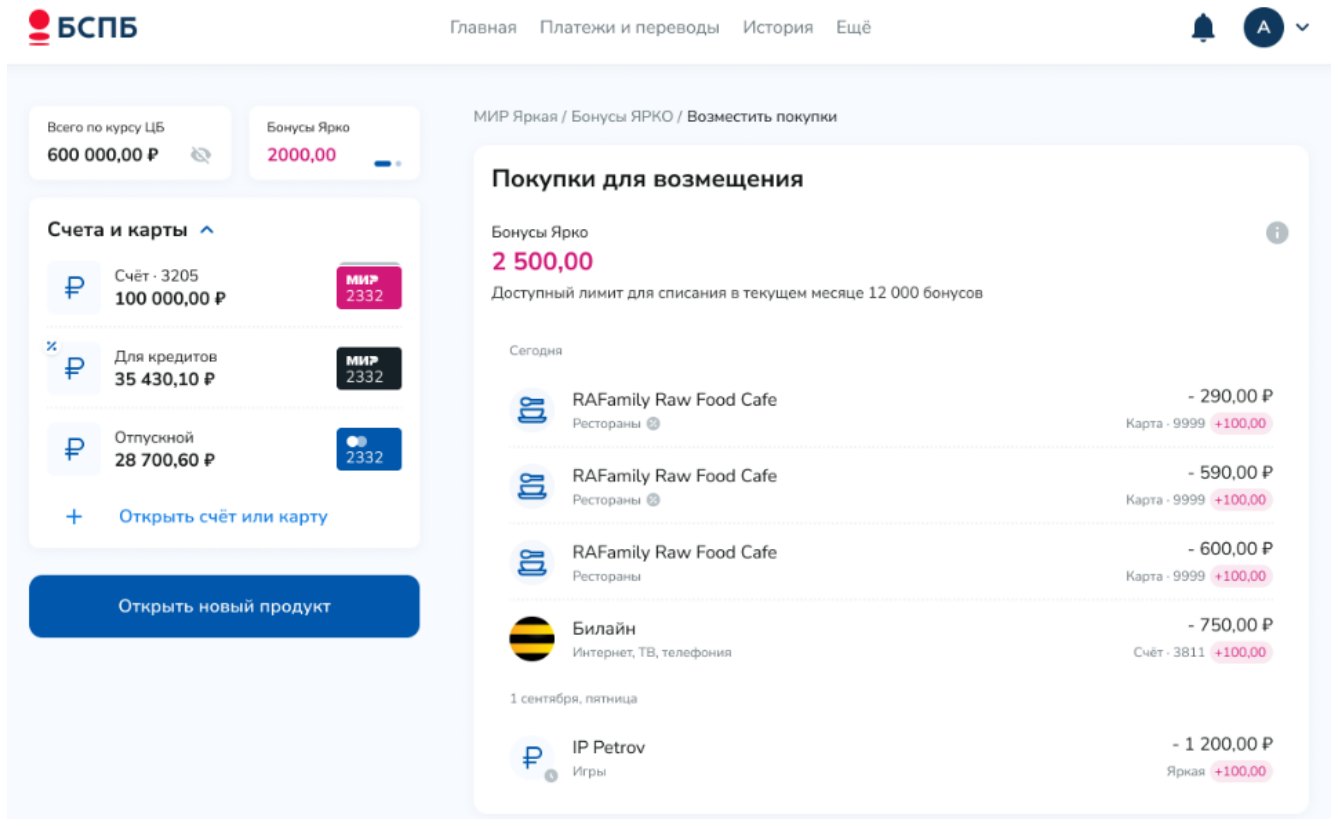 БСПБ
Главная Платежи и переводы История Ещё
А
Всего по курсу ЦБ
600 000,00 ₽
Бонусы Ярко
2000,00
Счета и карты
Счёт · 3205
100 000,00 ₽
МИР
2332
Для кредитов
35 430,10 ₽
МИР
2332
Отпускной
28 700,60 ₽
2332
+ Открыть счёт или карту
Открыть новый продукт
МИР Яркая / Бонусы ЯРКО / Возместить покупки
Покупки для возмещения
Бонусы Ярко
2 500,00
Доступный лимит для списания в текущем месяце 12 000 бонусов
Сегодня
RAFamily Raw Food Cafe - 290,00 ₽
Рестораны Карта · 9999 +100,00
RAFamily Raw Food Cafe - 590,00 ₽
Рестораны Карта · 9999 +100,00
RAFamily Raw Food Cafe - 600,00 ₽
Рестораны Карта · 9999 +100,00
Билайн - 750,00 ₽
Интернет, ТВ, телефония Счёт · 3811 +100,00
1 сентября, пятница
IP Petrov - 1 200,00 ₽
Игры Яркая +100,00